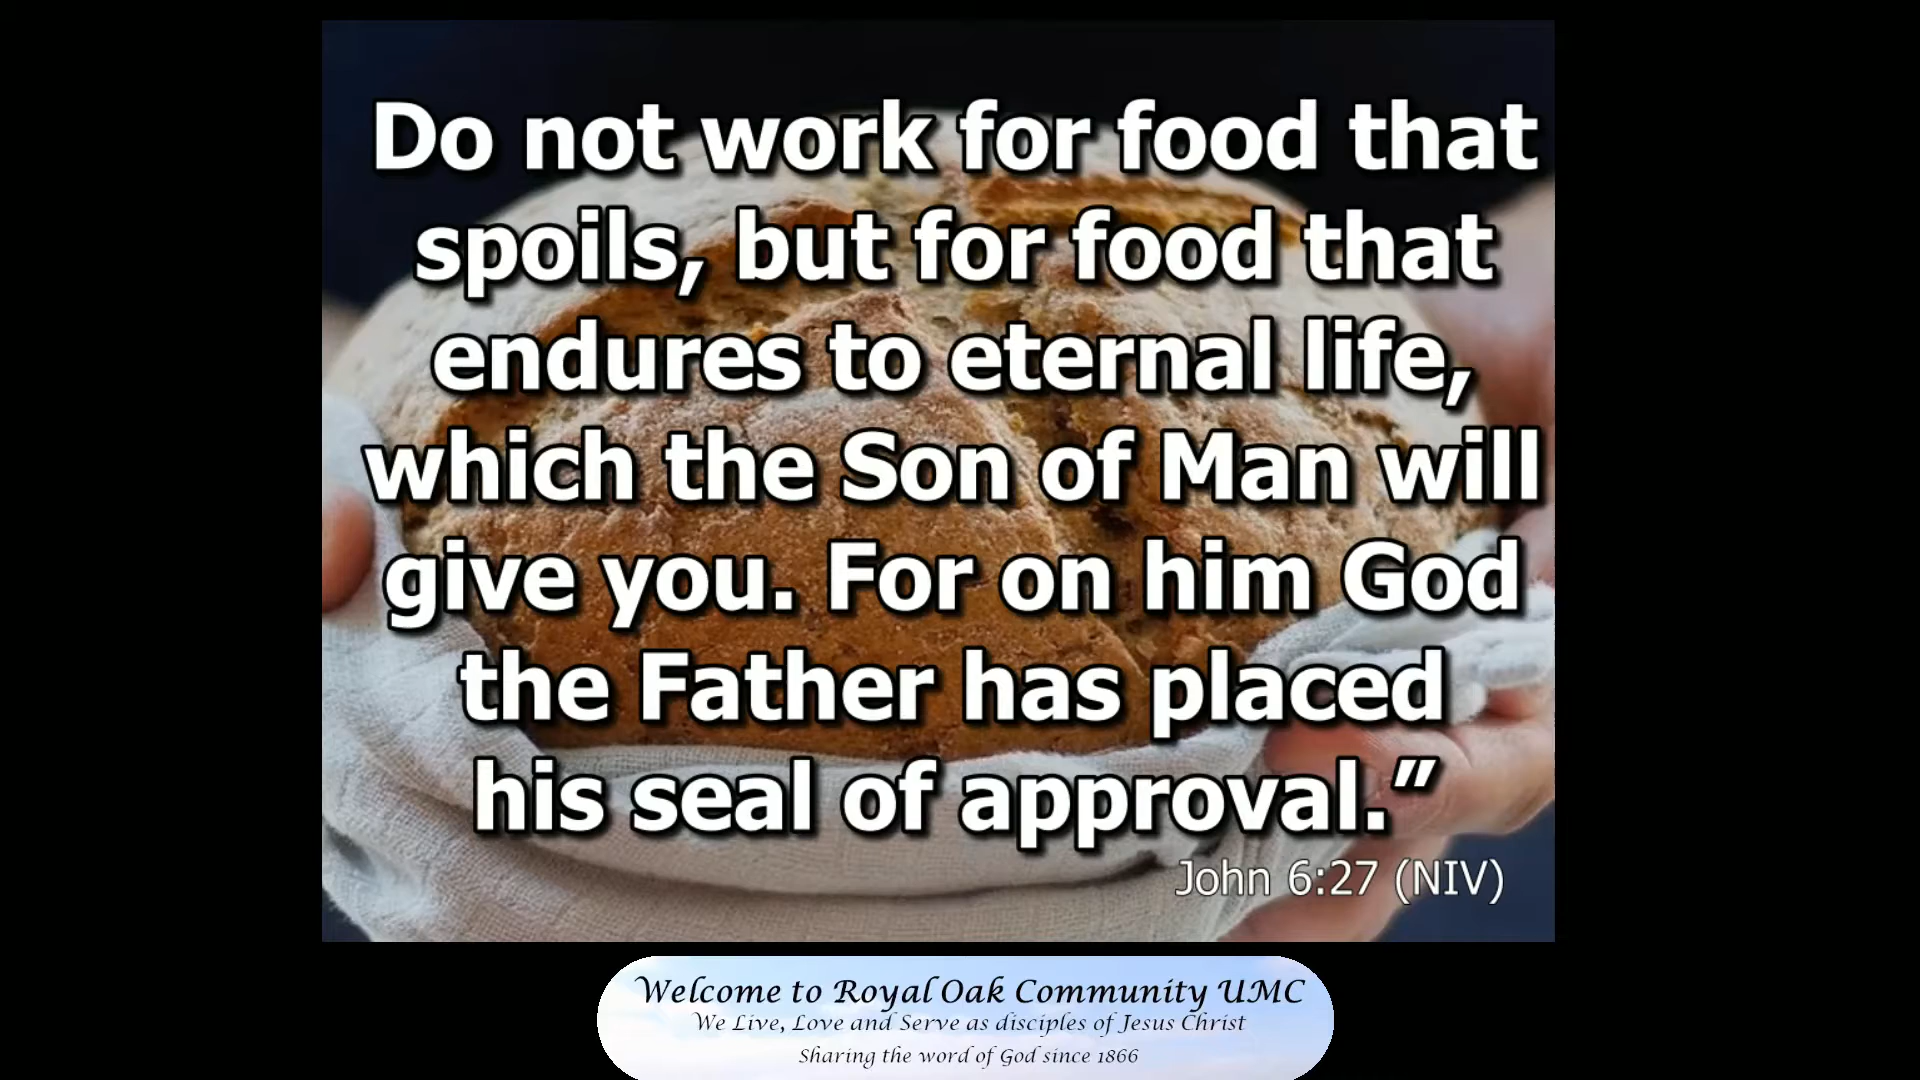 Do not work for food that
spoils, but for food that
endures to eternal life,
which the Son of Man will
give you. For on him God
the Father has placed
his seal of approval.”
John 6:27 (NIV)
Welcome to Royal Oak Community UMC
We Live, Love and Serve as disciples of Jesus Christ
Sharing the word of God since 1866